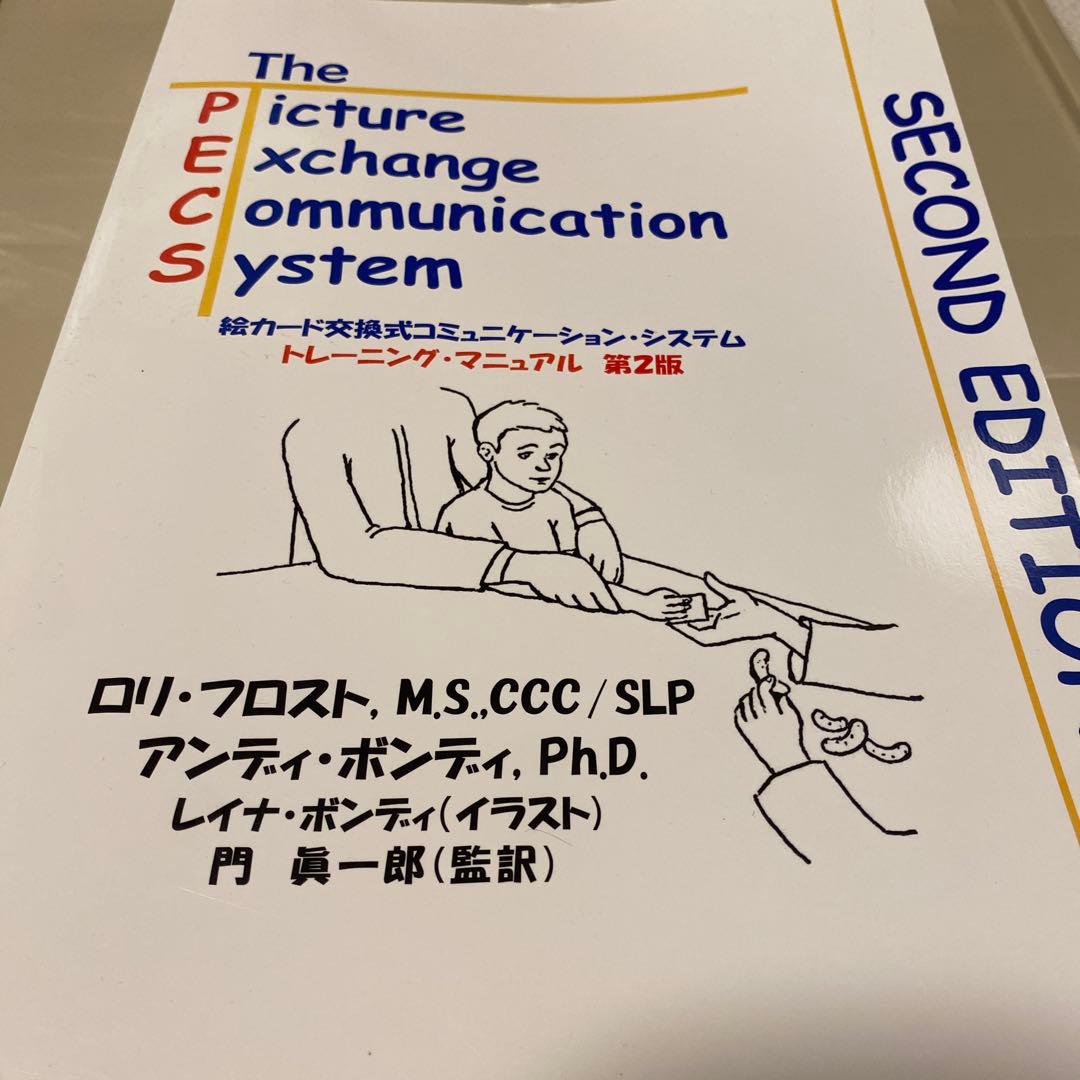 The
Picture
Exchange
Communication
System
絵カード交換式コミュニケーション・システム
トレーニング・マニュアル 第2版
ロリ・フロスト, M.S.,CCC/SLP
アンディ・ボンディ, Ph.D.
レイナ・ボンディ(イラスト)
門 眞一郎(監訳)
SECOND EDITION